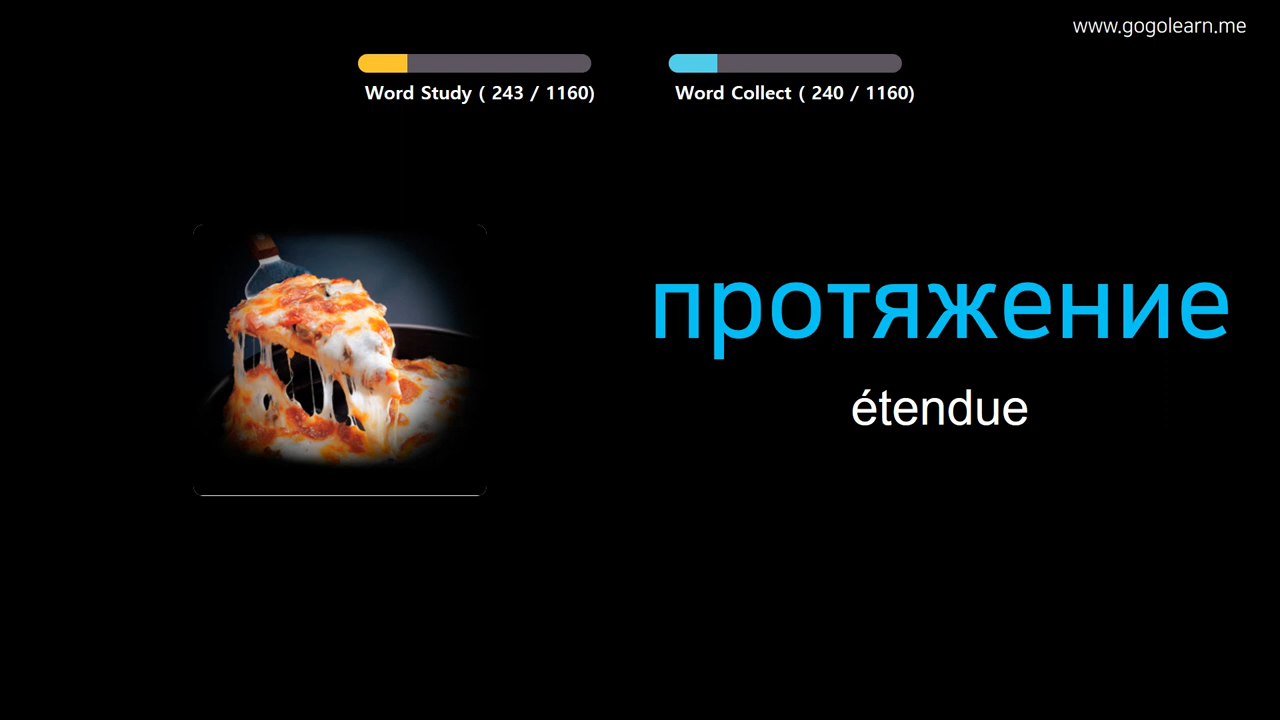 www.gogolearn.me
Word Study ( 243 / 1160)
Word Collect ( 240 / 1160)
протяжение
étendue